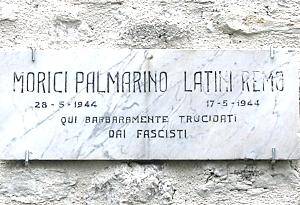 MORICI PALMARINO LATINI REMO
28-5-1944 17-5-1944
QUI BARBARAMENTE TRUCIDATI
DAI FASCISTI